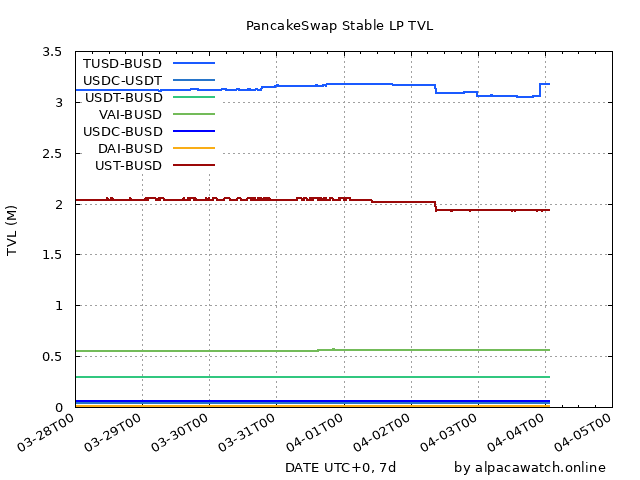 PancakeSwap Stable LP TVL
3.5
3
2.5
2
1.5
1
0.5
0
TVL (M)
TUSD-BUSD
USDC-USDT
USDT-BUSD
VAI-BUSD
USDC-BUSD
DAI-BUSD
UST-BUSD
03-28T00
03-29T00
03-30T00
03-31T00
04-01T00
04-02T00
04-03T00
04-04T00
04-05T00
DATE UTC+0, 7d
by alpacawatch.online